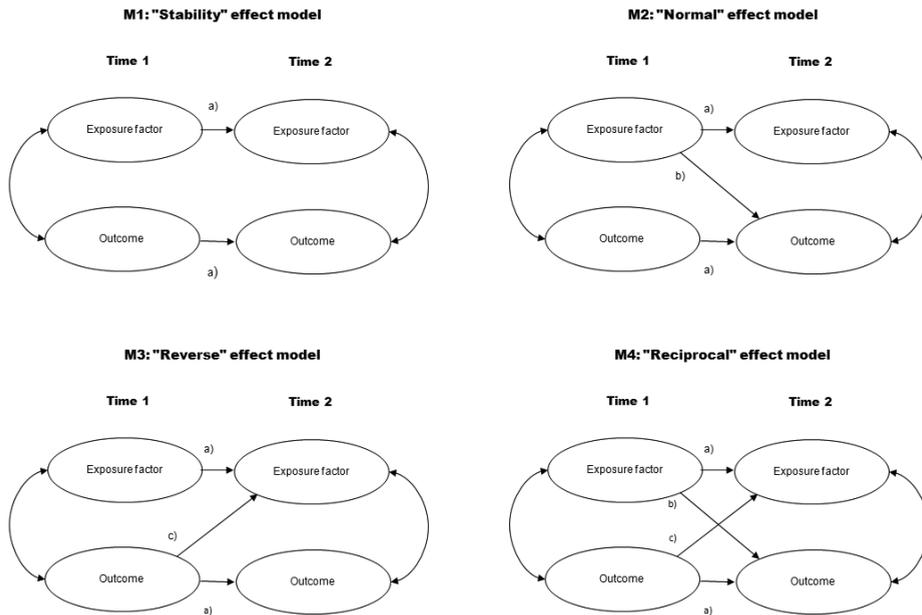 M1: "Stability" effect model
Time 1 Time 2
a)
Exposure factor Exposure factor
Outcome Outcome
a)
M2: "Normal" effect model
Time 1 Time 2
a)
Exposure factor Exposure factor
b)
Outcome Outcome
a)
M3: "Reverse" effect model
Time 1 Time 2
a)
Exposure factor Exposure factor
c)
Outcome Outcome
a)
M4: "Reciprocal" effect model
Time 1 Time 2
a)
Exposure factor Exposure factor
b)
c)
Outcome Outcome
a)